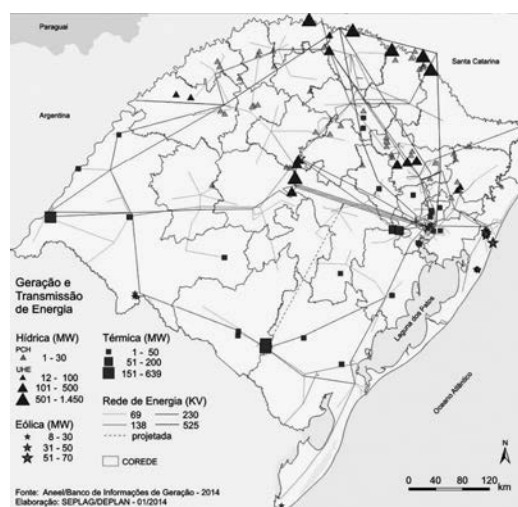 Paraguai
Santa Catarina
Argentina
Geração e
Transmissão
de Energia
Hídrica (MW)
PCH
1 - 30
UHE
12 - 100
101 - 500
501 - 1.450
Eólica (MW)
8 - 30
31 - 50
51 - 70
Térmica (MW)
1 - 50
51 - 200
151 - 639
Rede de Energia (KV)
69 230
138 525
projetada
COREDE
Laguna dos Patos
Oceano Atlântico
0 20 40 80 120
km
Fonte: Aneel/Banco de Informações de Geração - 2014
Elaboração: SEPLAG/DEPLAN - 01/2014